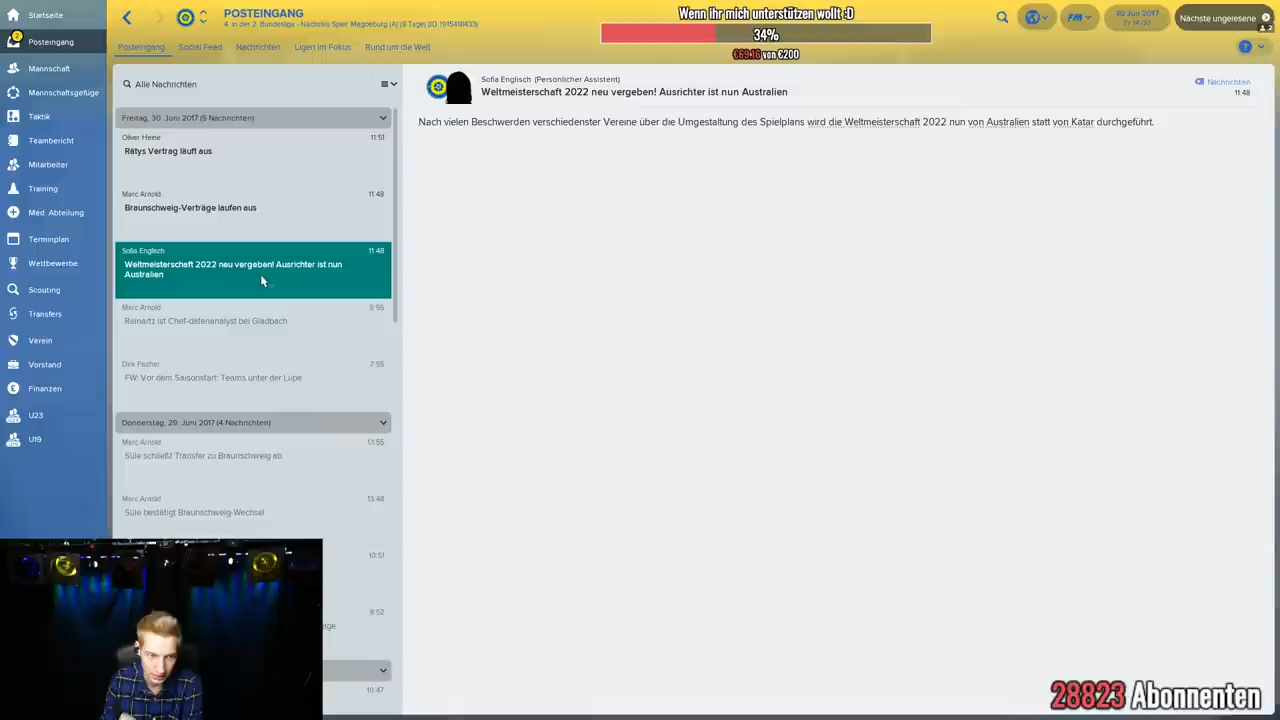 Startseite
Posteingang
2
Mannschaft
Mannschaftsgefüge
Taktik
Teambericht
Mitarbeiter
Training
Med. Abteilung
Terminplan
Wettbewerbe
Scouting
Transfers
Verein
Vorstand
Finanzen
U23
U19
POSTEINGANG
4. in der 2. Bundesliga - Nächstes Spiel: Magdeburg (A) (8 Tage) (ID:1915418433)
Posteingang
Social Feed
Nachrichten
Ligen im Fokus
Rund um die Welt
Wenn ihr mich unterstützen wollt :D
34%
€69.16 von €200
FM
30 Jun 2017
Fr 14:00
Nächste ungelesene
2
?
Alle Nachrichten
Freitag, 30. Juni 2017 (5 Nachrichten)
Oliver Heine 11:51
Rätys Vertrag läuft aus
Marc Arnold 11:48
Braunschweig-Verträge laufen aus
Sofia Englisch 11:48
Weltmeisterschaft 2022 neu vergeben! Ausrichter ist nun
Australien
Marc Arnold 9:55
Reinartz ist Chef-datenanalyst bei Gladbach
Dirk Fischer 7:55
FW: Vor dem Saisonstart: Teams unter der Lupe
Donnerstag, 29. Juni 2017 (4 Nachrichten)
Marc Arnold 13:55
Süle schließt Transfer zu Braunschweig ab
Marc Arnold 13:48
Süle bestätigt Braunschweig-Wechsel
10:51
8:52
10:47
Sofia Englisch (Persönlicher Assistent)
Weltmeisterschaft 2022 neu vergeben! Ausrichter ist nun Australien
Nachrichten
11:48
Nach vielen Beschwerden verschiedenster Vereine über die Umgestaltung des Spielplans wird die Weltmeisterschaft 2022 nun von Australien statt von Katar durchgeführt.
28823 Abonnenten